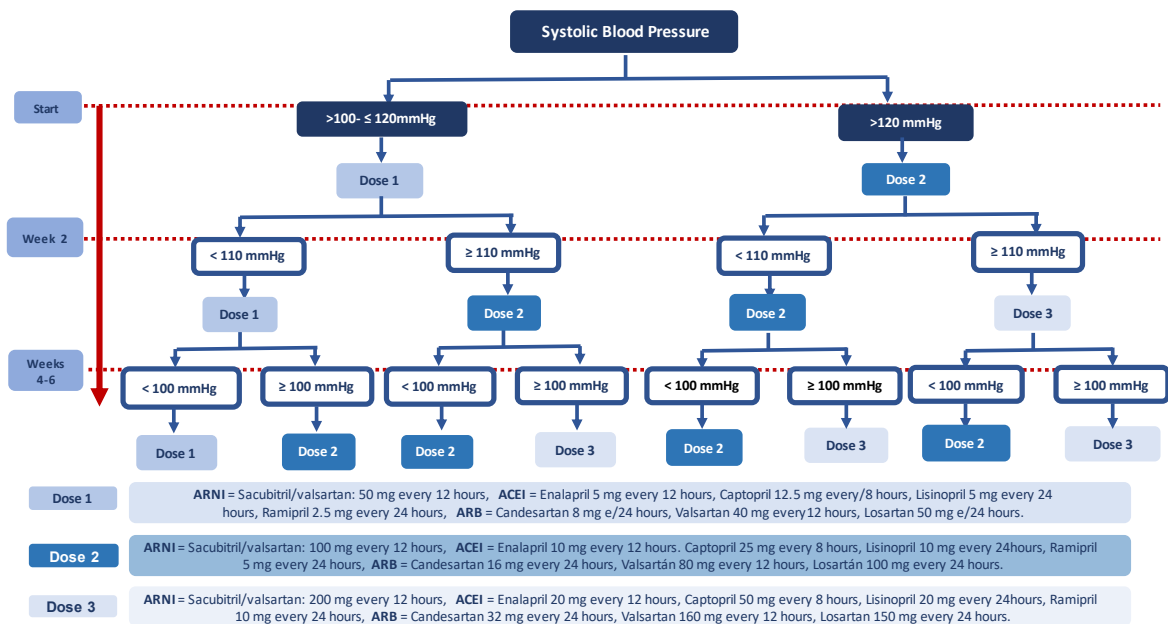 Systolic Blood Pressure
Start
>100- ≤ 120mmHg
>120 mmHg
Dose 1
Dose 2
Week 2
< 110 mmHg
≥ 110 mmHg
< 110 mmHg
≥ 110 mmHg
Dose 1
Dose 2
Dose 2
Dose 3
Weeks
4-6
< 100 mmHg
≥ 100 mmHg
< 100 mmHg
≥ 100 mmHg
< 100 mmHg
≥ 100 mmHg
< 100 mmHg
≥ 100 mmHg
Dose 1
Dose 2
Dose 2
Dose 3
Dose 2
Dose 3
Dose 2
Dose 3
Dose 1
ARNI = Sacubitril/valsartan: 50 mg every 12 hours, ACEI = Enalapril 5 mg every 12 hours, Captopril 12.5 mg every/8 hours, Lisinopril 5 mg every 24
hours, Ramipril 2.5 mg every 24 hours, ARB = Candesartan 8 mg e/24 hours, Valsartan 40 mg every12 hours, Losartan 50 mg e/24 hours.
Dose 2
ARNI = Sacubitril/valsartan: 100 mg every 12 hours, ACEI = Enalapril 10 mg every 12 hours. Captopril 25 mg every 8 hours, Lisinopril 10 mg every 24hours, Ramipril
5 mg every 24 hours, ARB = Candesartan 16 mg every 24 hours, Valsartán 80 mg every 12 hours, Losartán 100 mg every 24 hours.
Dose 3
ARNI = Sacubitril/valsartan: 200 mg every 12 hours, ACEI = Enalapril 20 mg every 12 hours, Captopril 50 mg every 8 hours, Lisinopril 20 mg every 24hours, Ramipril
10 mg every 24 hours, ARB = Candesartan 32 mg every 24 hours, Valsartan 160 mg every 12 hours, Losartan 150 mg every 24 hours.